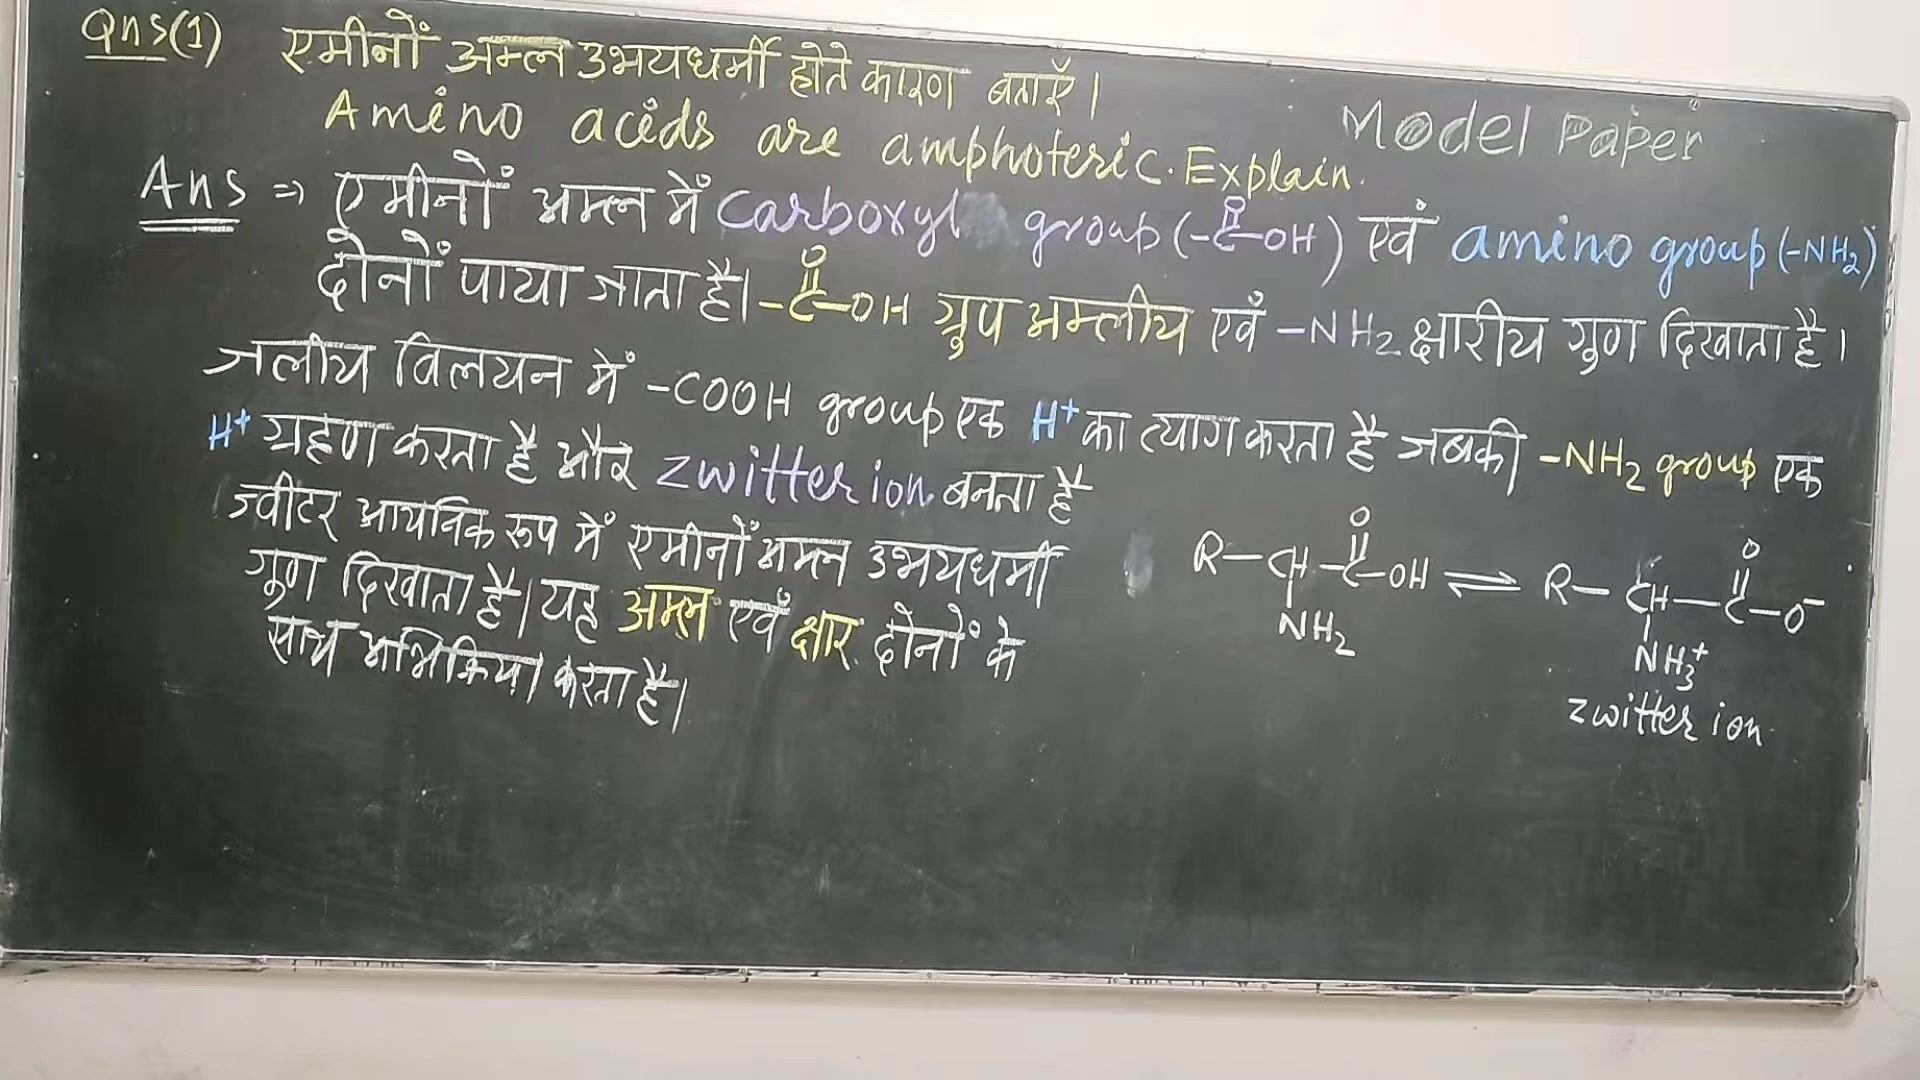 Qns(1) एमीनों अम्ल उभयधर्मी होते कारण बताएँ।
Amino acids are amphoteric. Explain.
Model Paper
Ans ⇒ एमीनों अम्ल में Carboxyl group (-C-OH) एवं amino group (-NH₂)
O
दोनों पाया जाता है। -C-OH ग्रुप अम्लीय एवं -NH₂ क्षारीय गुण दिखाता है।
O
जलीय विलयन में -COOH group एक H⁺ का त्याग करता है जबकी -NH₂ group एक
H⁺ ग्रहण करता है और zwitter ion बनता है
ज्वीटर आयनिक रूप में एमीनों अम्ल उभयधर्मी
गुण दिखाता है। यह अम्ल एवं क्षार दोनों के
साथ अभिक्रिया करता है।
O O
R-CH-C-OH ⇌ R-CH-C-O⁻
NH₂ NH₃⁺
zwitter ion